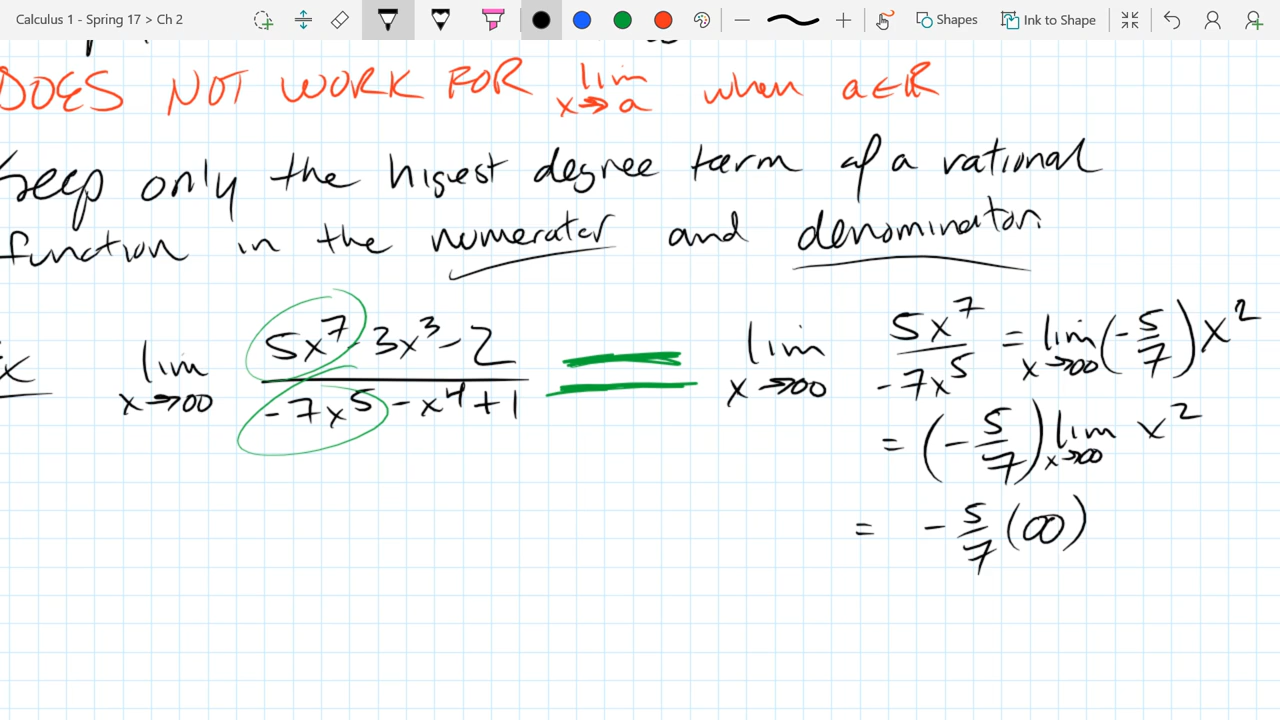 Calculus 1 - Spring 17 > Ch 2
Shapes
Ink to Shape
DOES NOT WORK FOR lim x→a when a∈ℝ
keep only the higest degree term of a rational
function in the numerator and denominator.
Ex lim x→∞ (5x^7 - 3x^3 - 2)/(-7x^5 - x^4 + 1) = lim x→∞ 5x^7/(-7x^5) = lim x→∞ (-5/7)x^2
= (-5/7) lim x→∞ x^2
= -5/7 (∞)